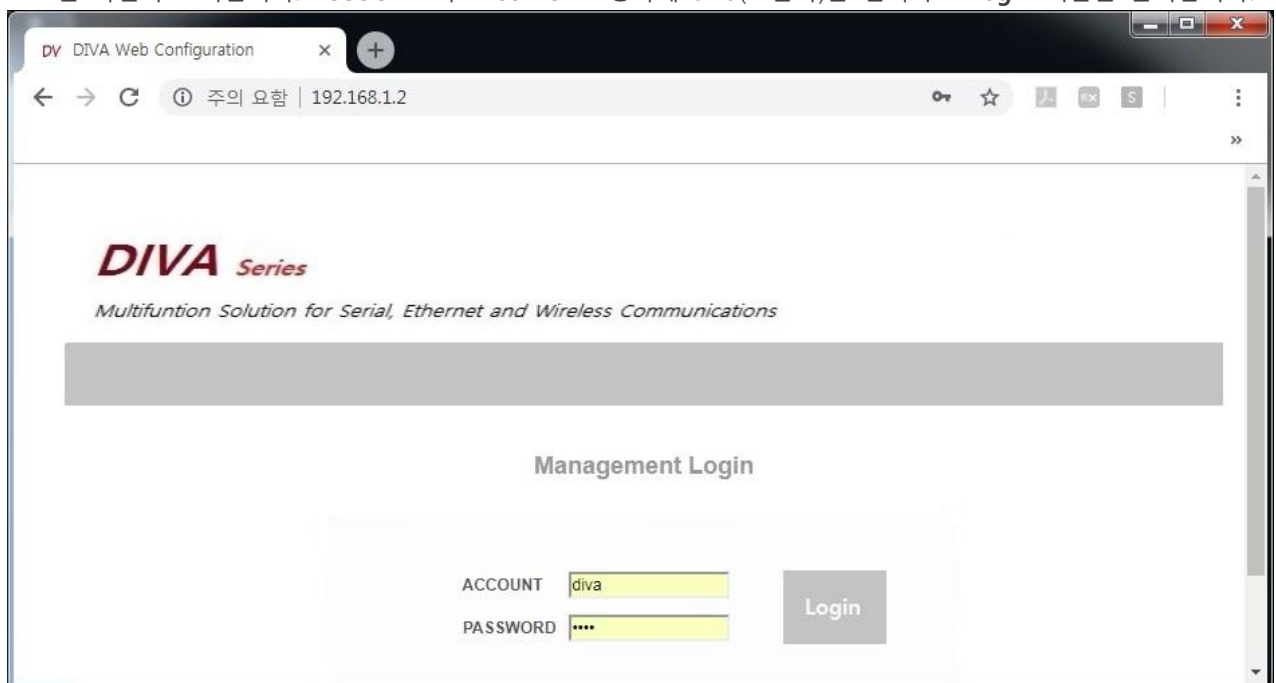 DV DIVA Web Configuration
주의 요함 192.168.1.2
DIVA Series
Multifuntion Solution for Serial, Ethernet and Wireless Communications
Management Login
ACCOUNT diva
PASSWORD ••••
Login